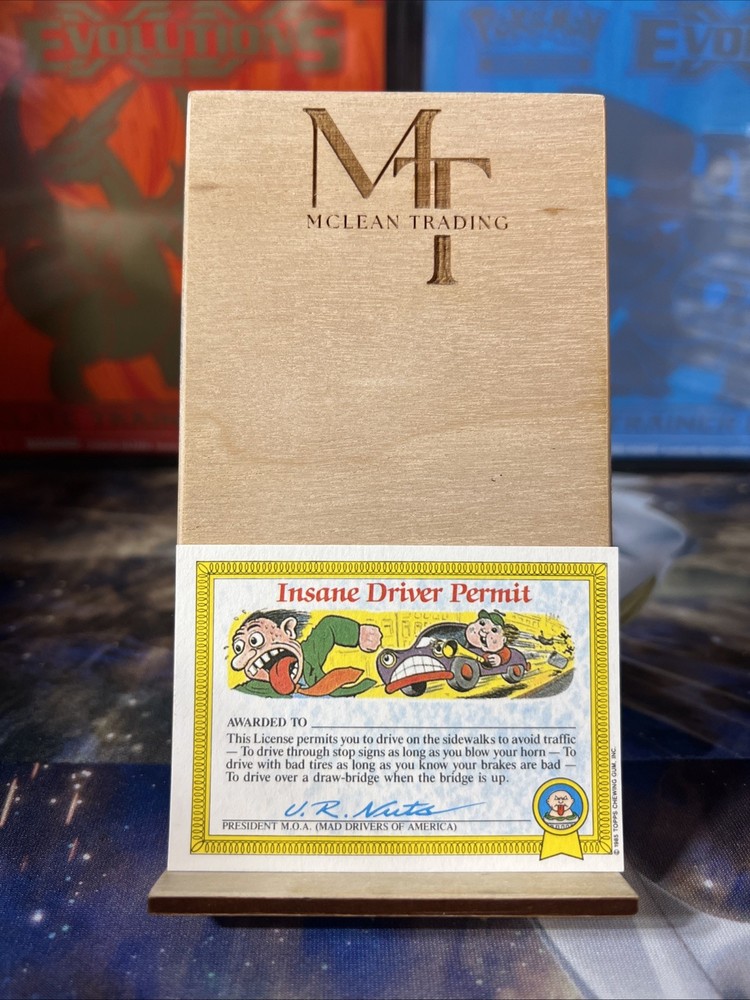 EVOLUTIONS
POKÉMON
EVO
MT
MCLEAN TRADING
TRAINER
Insane Driver Permit
AWARDED TO
This License permits you to drive on the sidewalks to avoid traffic
— To drive through stop signs as long as you blow your horn — To
drive with bad tires as long as you know your brakes are bad —
To drive over a draw-bridge when the bridge is up.
U. R. Nuts
PRESIDENT M.O.A. (MAD DRIVERS OF AMERICA)
© 1985 TOPPS CHEWING GUM, INC.